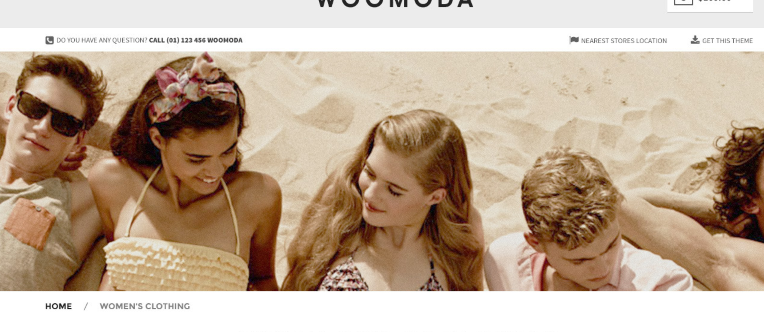 WOOMODA
DO YOU HAVE ANY QUESTION? CALL (01) 123 456 WOOMODA
NEAREST STORES LOCATION
GET THIS THEME
HOME / WOMEN'S CLOTHING